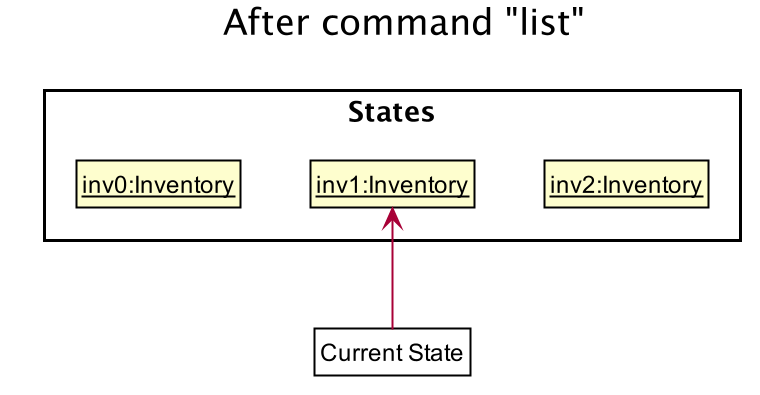 After command "list"
States
inv0:Inventory
inv1:Inventory
inv2:Inventory
Current State